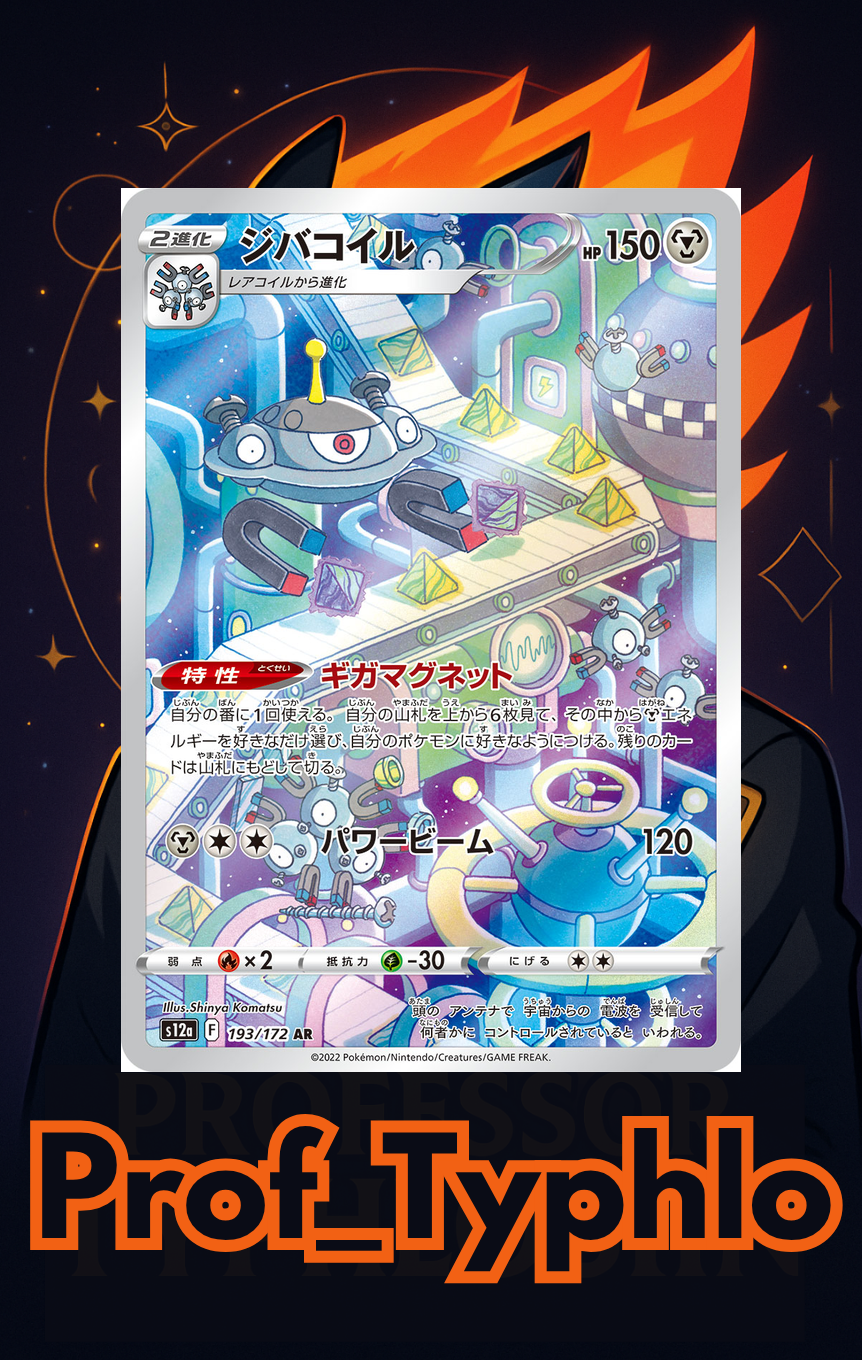 2進化
ジバコイル
HP 150
レアコイルから進化
特性 とくせい
ギガマグネット
自分の番に1回使える。自分の山札を上から6枚見て、その中から エネ
ルギーを好きなだけ選び、自分のポケモンに好きなようにつける。残りのカー
ドは山札にもどして切る。
パワービーム 120
弱点 ×2 抵抗力 -30 にげる
Illus.Shinya Komatsu
頭の アンテナで 宇宙からの 電波を 受信して
何者かに コントロールされていると いわれる。
s12a F 193/172 AR
©2022 Pokémon/Nintendo/Creatures/GAME FREAK.
PROFESSOR
Prof_Typhlo